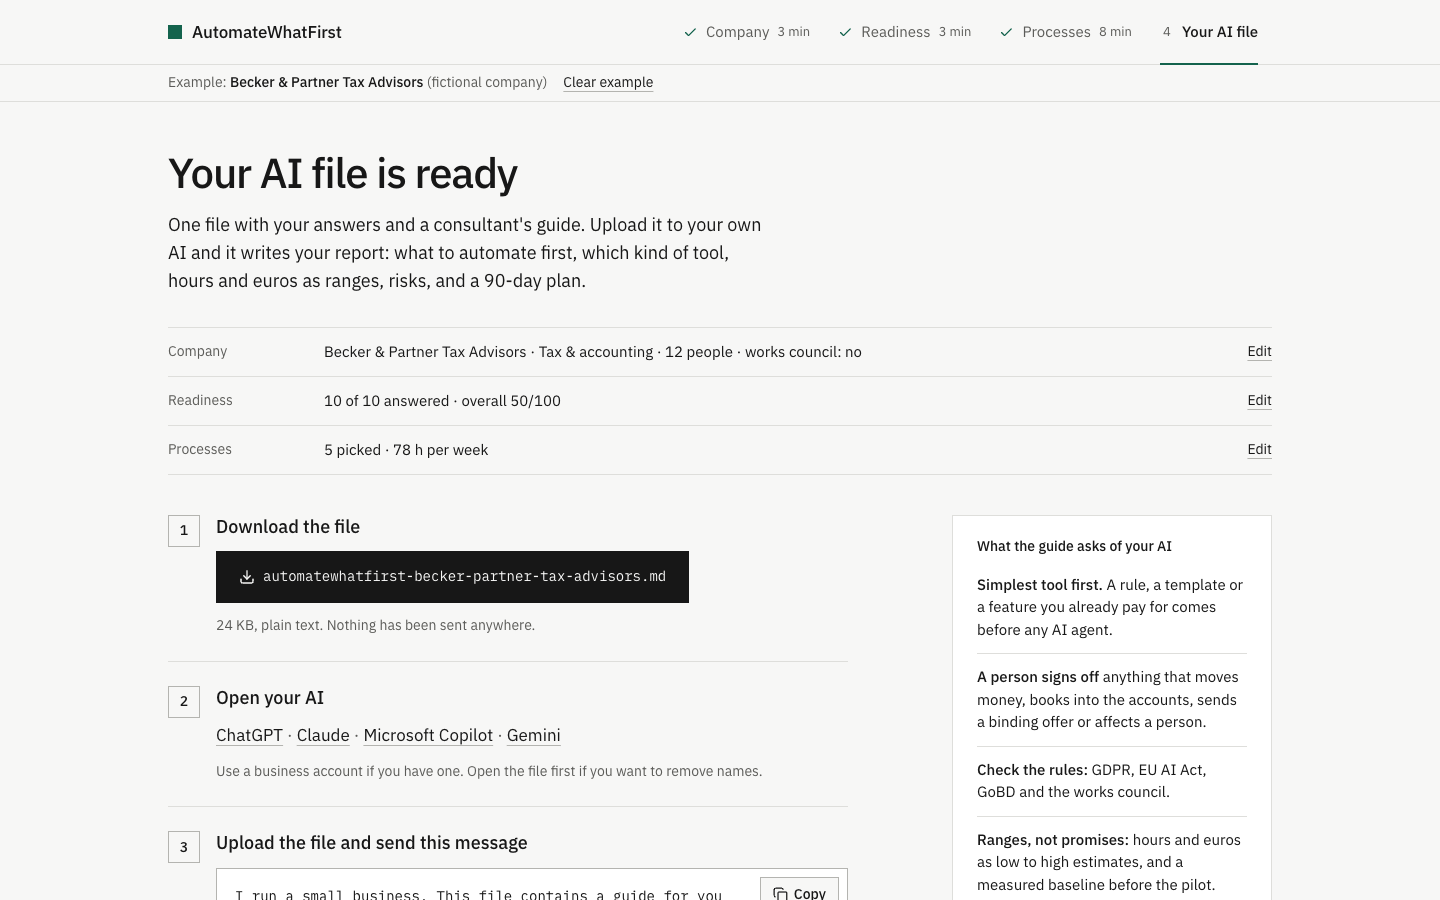 AutomateWhatFirst
Company 3 min
Readiness 3 min
Processes 8 min
4 Your AI file
Example: Becker & Partner Tax Advisors (fictional company) Clear example
Your AI file is ready
One file with your answers and a consultant's guide. Upload it to your own
AI and it writes your report: what to automate first, which kind of tool,
hours and euros as ranges, risks, and a 90-day plan.
Company Becker & Partner Tax Advisors · Tax & accounting · 12 people · works council: no Edit
Readiness 10 of 10 answered · overall 50/100 Edit
Processes 5 picked · 78 h per week Edit
1 Download the file
automatewhatfirst-becker-partner-tax-advisors.md
24 KB, plain text. Nothing has been sent anywhere.
2 Open your AI
ChatGPT · Claude · Microsoft Copilot · Gemini
Use a business account if you have one. Open the file first if you want to remove names.
3 Upload the file and send this message
I run a small business. This file contains a guide for you
Copy
What the guide asks of your AI
Simplest tool first. A rule, a template or
a feature you already pay for comes
before any AI agent.
A person signs off anything that moves
money, books into the accounts, sends
a binding offer or affects a person.
Check the rules: GDPR, EU AI Act,
GoBD and the works council.
Ranges, not promises: hours and euros
as low to high estimates, and a
measured baseline before the pilot.